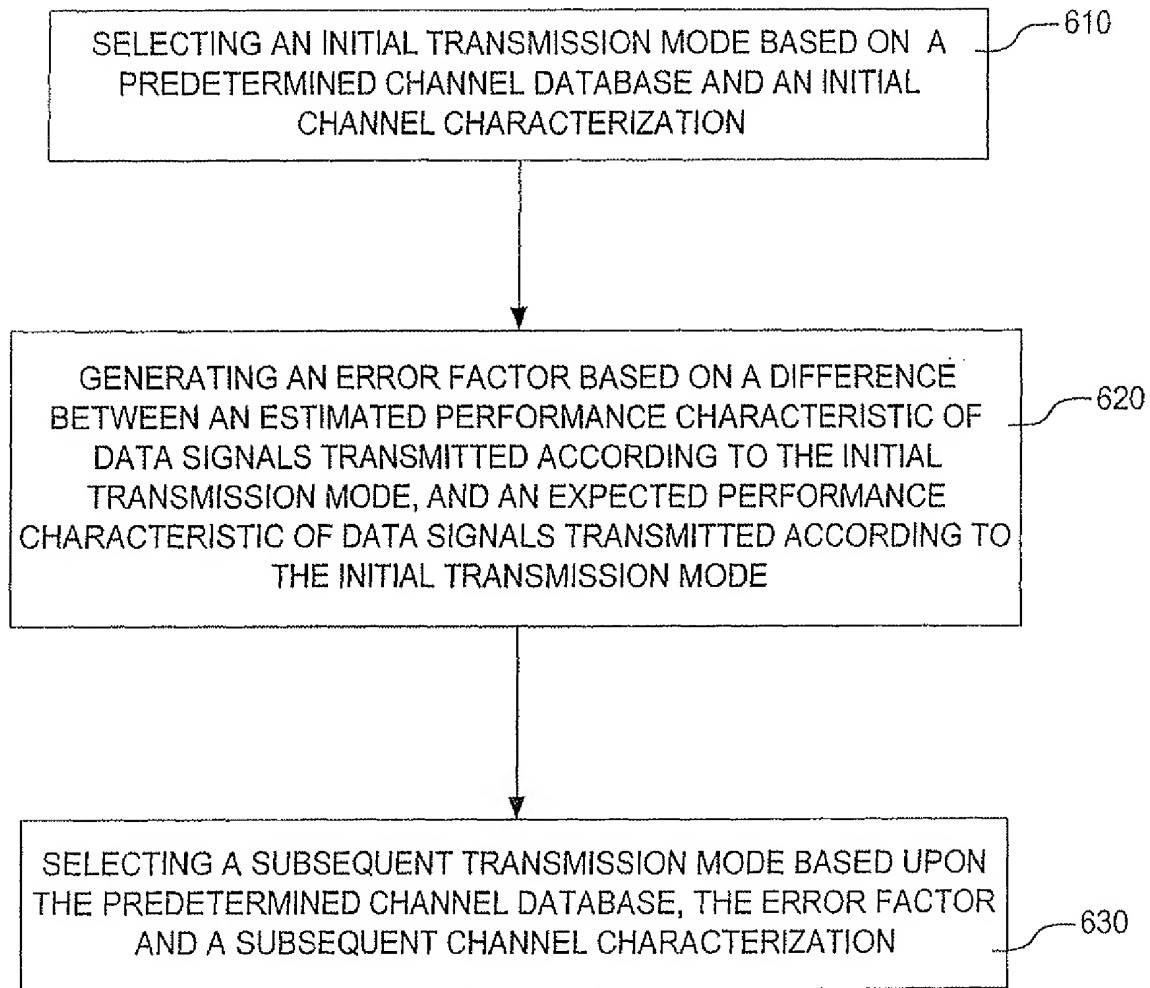 SELECTING AN INITIAL TRANSMISSION MODE BASED ON A
PREDETERMINED CHANNEL DATABASE AND AN INITIAL
CHANNEL CHARACTERIZATION
610
GENERATING AN ERROR FACTOR BASED ON A DIFFERENCE
BETWEEN AN ESTIMATED PERFORMANCE CHARACTERISTIC OF
DATA SIGNALS TRANSMITTED ACCORDING TO THE INITIAL
TRANSMISSION MODE, AND AN EXPECTED PERFORMANCE
CHARACTERISTIC OF DATA SIGNALS TRANSMITTED ACCORDING TO
THE INITIAL TRANSMISSION MODE
620
SELECTING A SUBSEQUENT TRANSMISSION MODE BASED UPON
THE PREDETERMINED CHANNEL DATABASE, THE ERROR FACTOR
AND A SUBSEQUENT CHANNEL CHARACTERIZATION
630